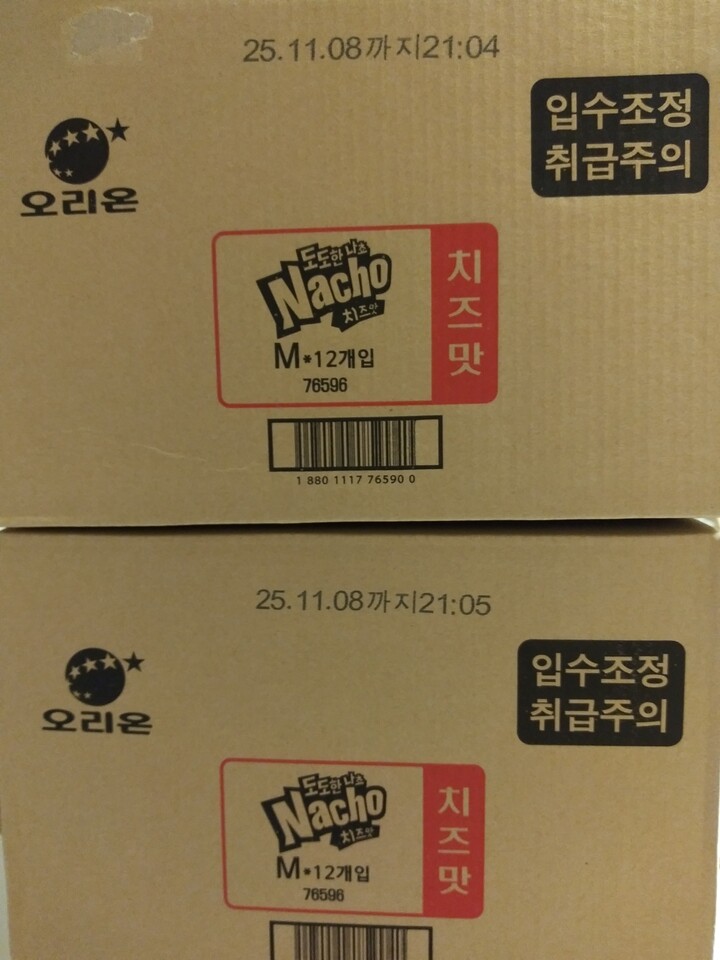 25.11.08까지21:04
입수조정
취급주의
오리온
도도한 나쵸
Nacho
치즈맛
치즈맛
M*12개입
76596
1 880 1117 76590 0
25.11.08까지21:05
입수조정
취급주의
오리온
도도한 나쵸
Nacho
치즈맛
치즈맛
M*12개입
76596